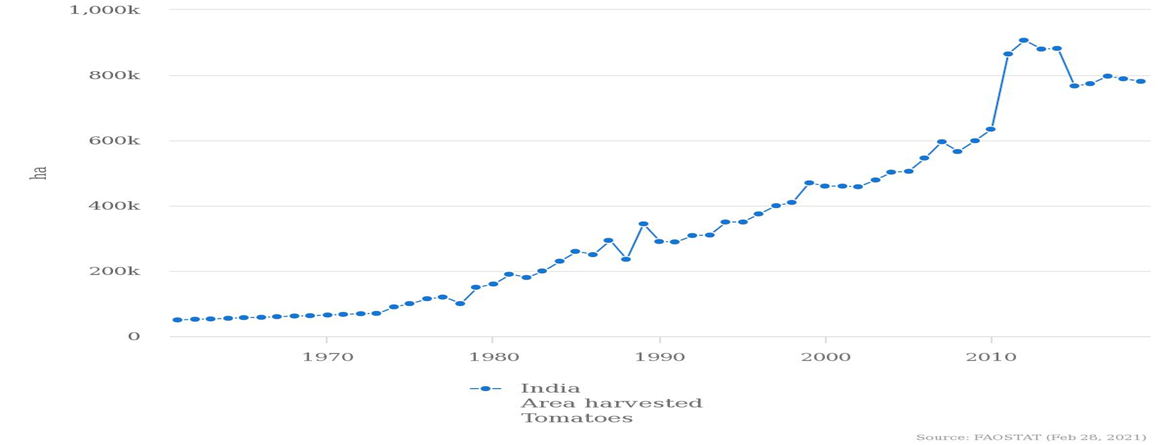 1,000k
800k
600k
400k
200k
0
ha
1970 1980 1990 2000 2010
India
Area harvested
Tomatoes
Source: FAOSTAT (Feb 28, 2021)